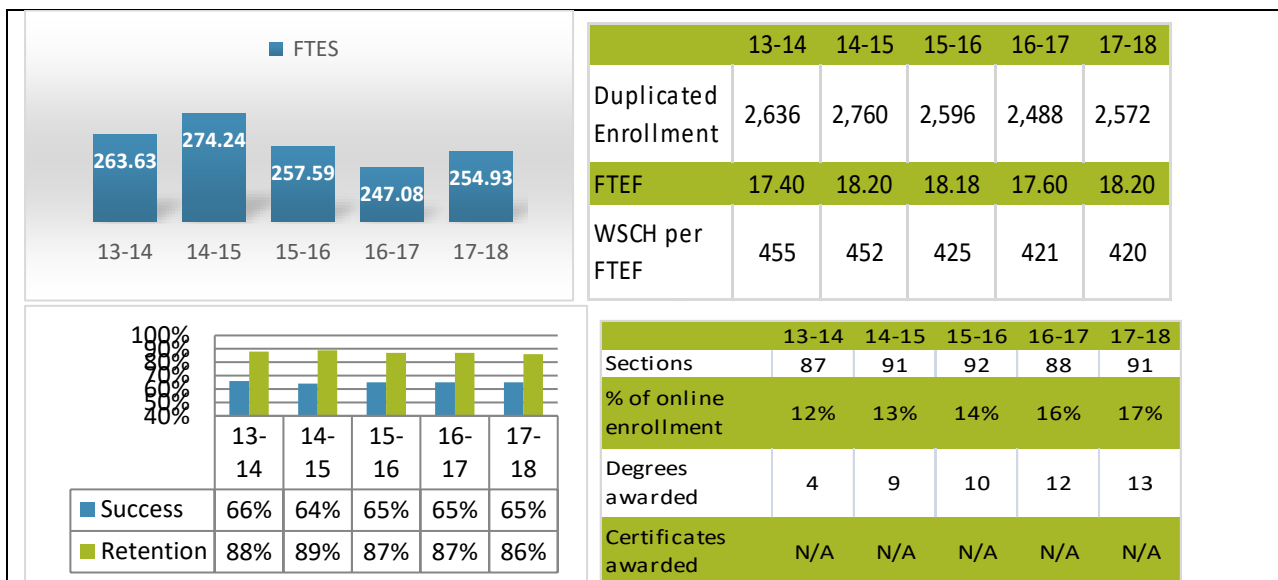 FTES
263.63 274.24 257.59 247.08 254.93
13-14 14-15 15-16 16-17 17-18
13-14 14-15 15-16 16-17 17-18
Duplicated
Enrollment 2,636 2,760 2,596 2,488 2,572
FTEF 17.40 18.20 18.18 17.60 18.20
WSCH per
FTEF 455 452 425 421 420
100%
90%
80%
70%
60%
50%
40%
13- 14- 15- 16- 17-
14 15 16 17 18
Success 66% 64% 65% 65% 65%
Retention 88% 89% 87% 87% 86%
13-14 14-15 15-16 16-17 17-18
Sections 87 91 92 88 91
% of online
enrollment 12% 13% 14% 16% 17%
Degrees
awarded 4 9 10 12 13
Certificates
awarded N/A N/A N/A N/A N/A